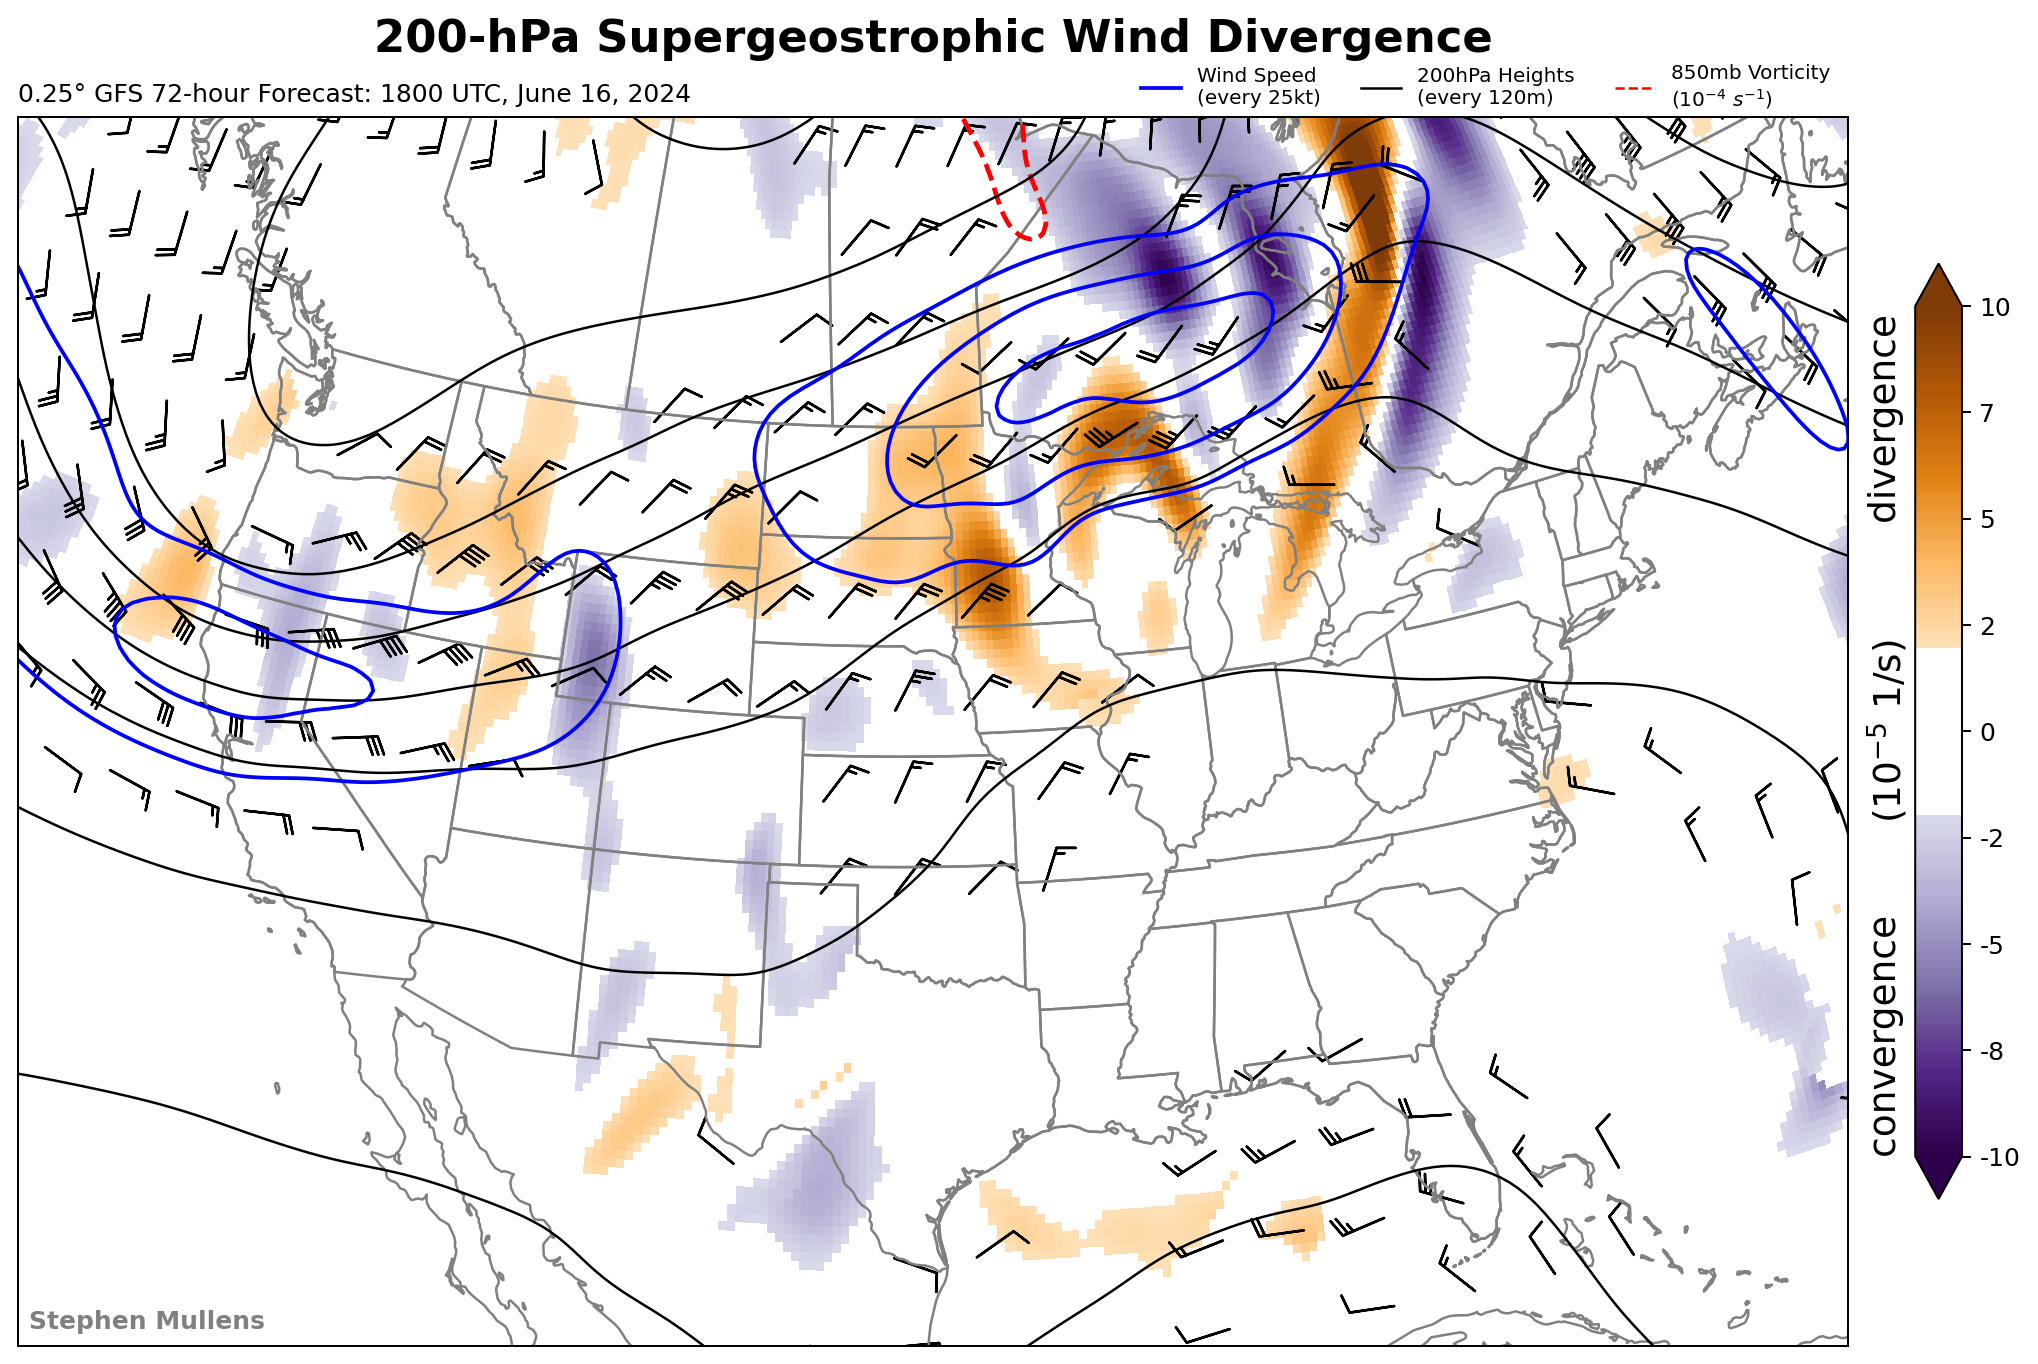 200-hPa Supergeostrophic Wind Divergence
0.25° GFS 72-hour Forecast: 1800 UTC, June 16, 2024
Wind Speed
(every 25kt)
200hPa Heights
(every 120m)
850mb Vorticity
(10⁻⁴ s⁻¹)
10
7
5
2
0
-2
-5
-8
-10
convergence (10⁻⁵ 1/s) divergence
Stephen Mullens